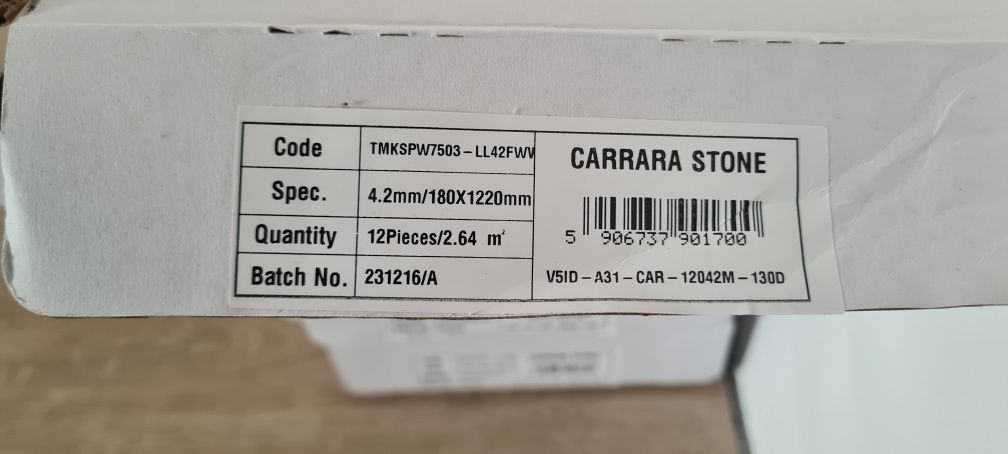 Code TMKSPW7503-LL42FWV
Spec. 4.2mm/180X1220mm
Quantity 12Pieces/2.64 m²
Batch No. 231216/A
CARRARA STONE
5 906737 901700
V5ID-A31-CAR-12042M-130D